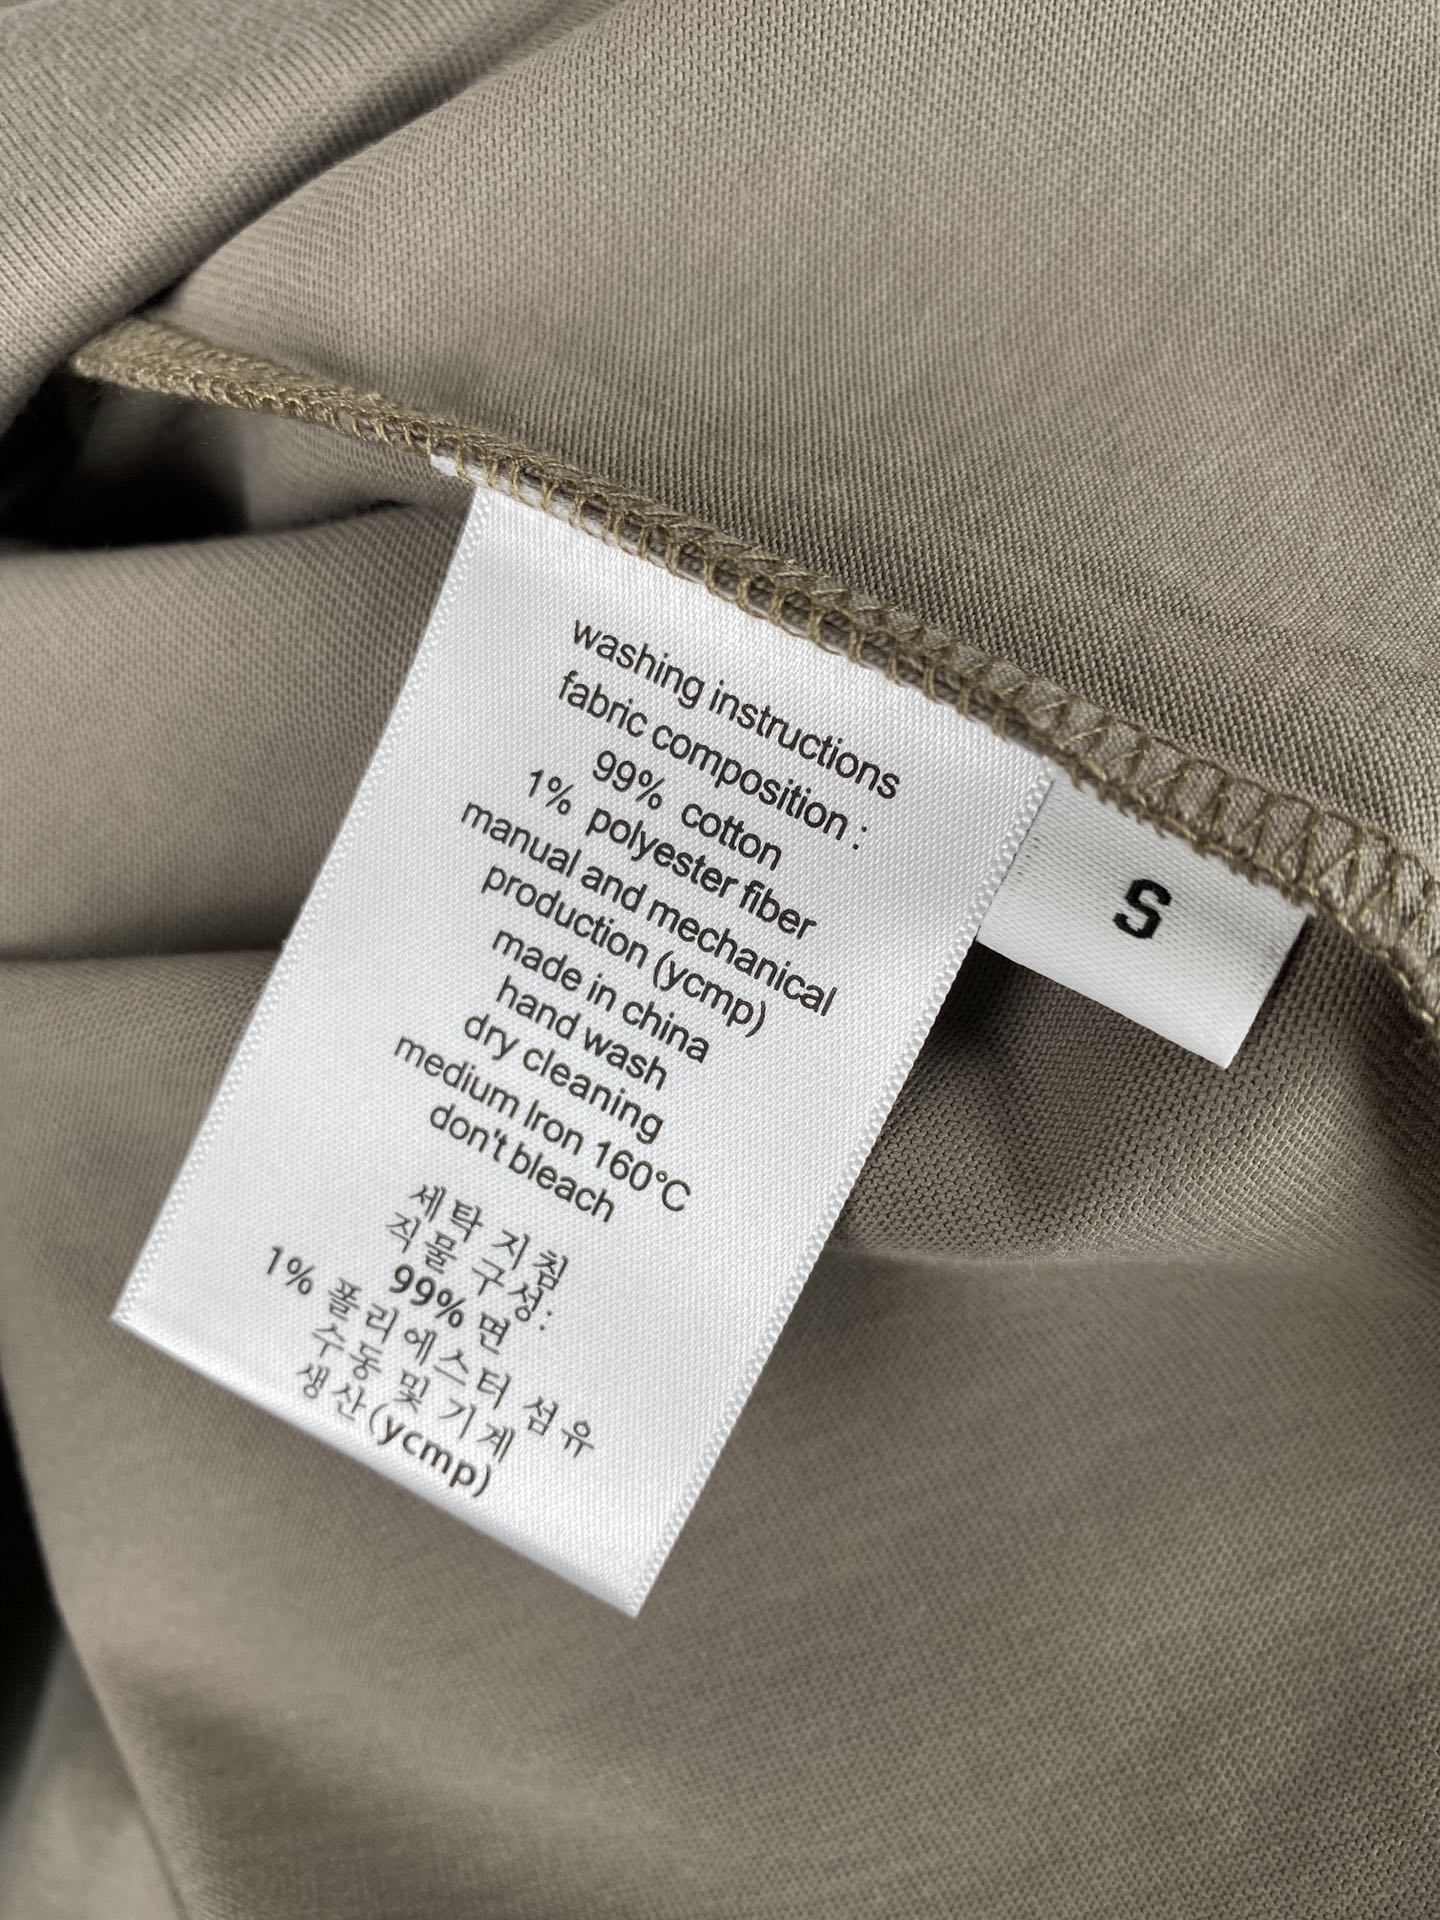 washing instructions
fabric composition :
99% cotton
1% polyester fiber
manual and mechanical
production (ycmp)
made in china
hand wash
dry cleaning
medium Iron 160°C
don't bleach
세탁 지침
직물 구성:
99% 면
1% 폴리에스터 섬유
수동 및 기계
생산(ycmp)
S